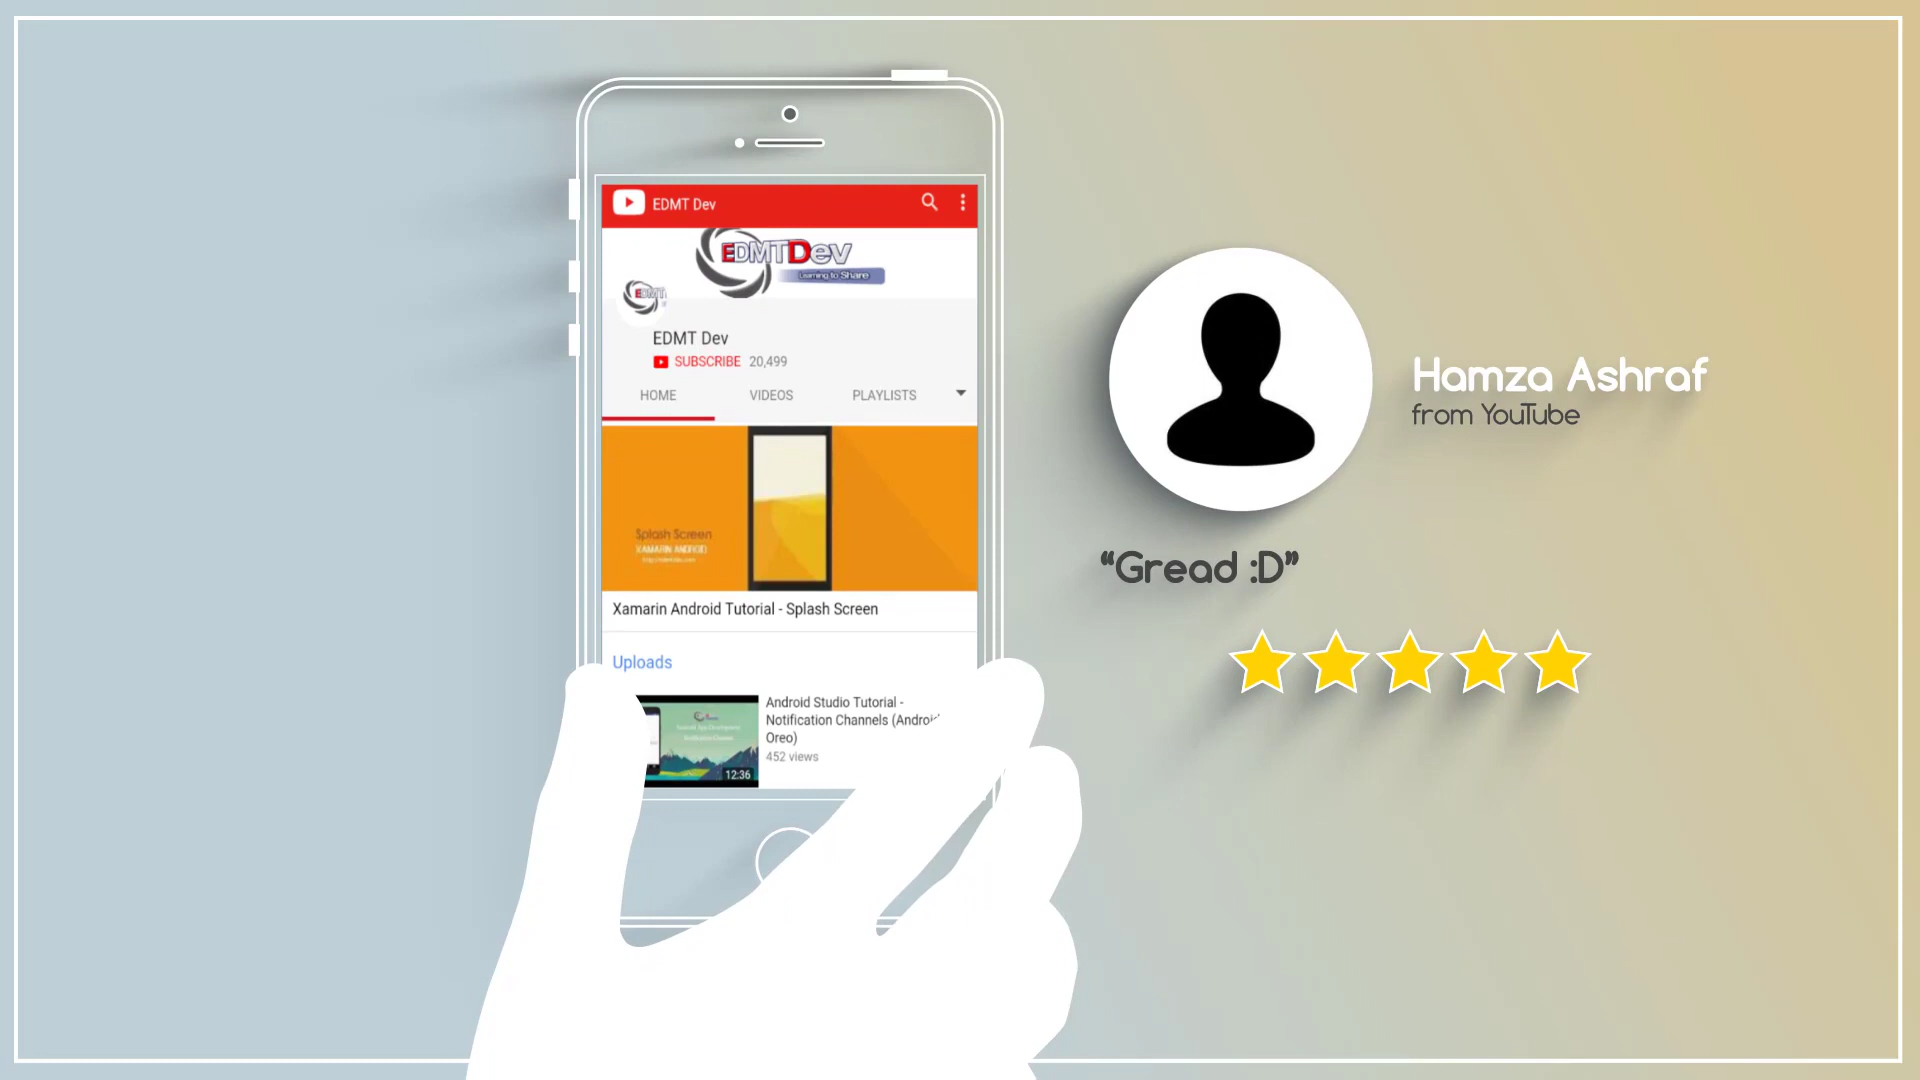 EDMT Dev
EDMTDev
Learning to Share
EDMT
EDMT Dev
SUBSCRIBE 20,499
HOME VIDEOS PLAYLISTS
Splash Screen
XAMARIN ANDROID
Xamarin Android Tutorial - Splash Screen
Uploads
Android Studio Tutorial -
Notification Channels (Android
Oreo)
452 views
12:36
Hamza Ashraf
from YouTube
“Gread :D”